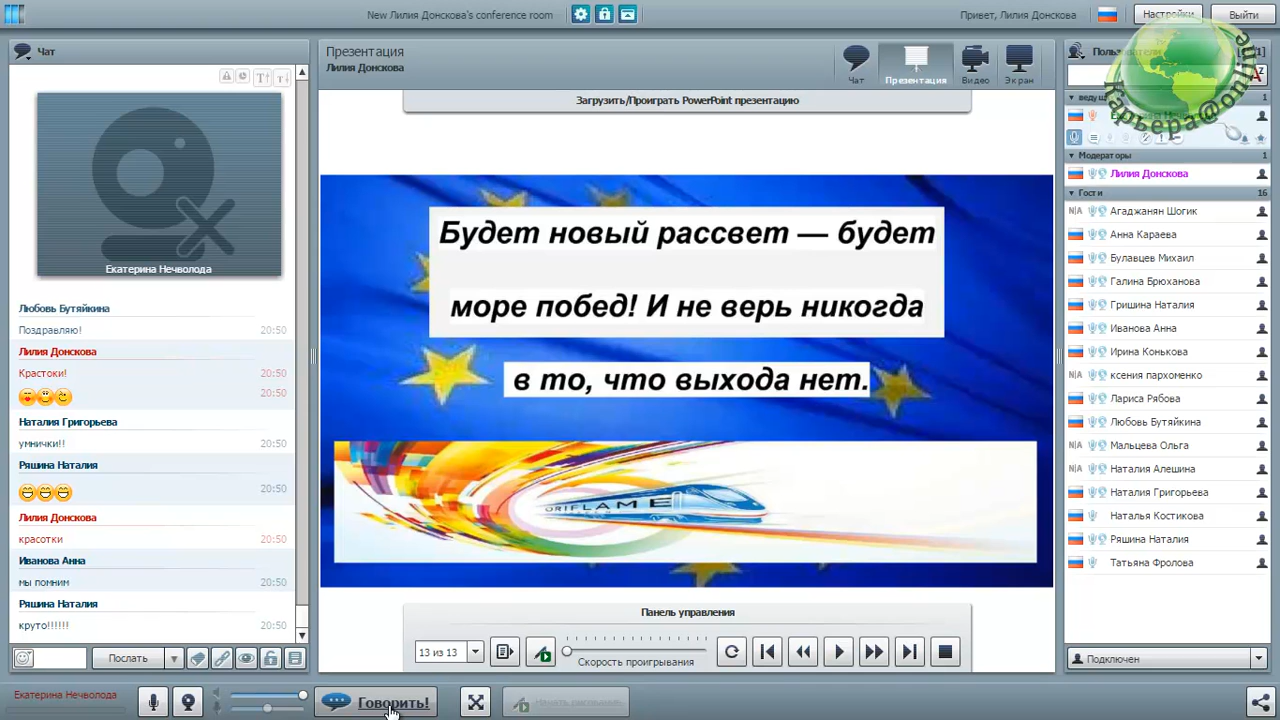 New Лилия Донскова's conference room
Привет, Лилия Донскова
Настройки
Выйти
Чат
Екатерина Нечволода
Любовь Бутяйкина
Поздравляю! 20:50
Лилия Донскова
Крастоки! 20:50
20:50
Наталия Григорьева
умнички!! 20:50
Ряшина Наталия
20:50
Лилия Донскова
красотки 20:50
Иванова Анна
мы помним 20:50
Ряшина Наталия
круто!!!!!! 20:50
Послать
Презентация
Лилия Донскова
Чат
Презентация
Видео
Экран
Загрузить/Проиграть PowerPoint презентацию
Будет новый рассвет — будет
море побед! И не верь никогда
в то, что выхода нет.
ORIFLAME
Панель управления
13 из 13
Скорость проигрывания
карьера@online
Модераторы 1
Лилия Донскова
Гости 16
N/A Агаджанян Шогик
Анна Караева
Булавцев Михаил
Галина Брюханова
Гришина Наталия
Иванова Анна
Ирина Конькова
N/A ксения пархоменко
Лариса Рябова
Любовь Бутяйкина
N/A Мальцева Ольга
N/A Наталия Алешина
Наталия Григорьева
Наталья Костикова
Ряшина Наталия
Татьяна Фролова
Подключен
Екатерина Нечволода
Говорить!